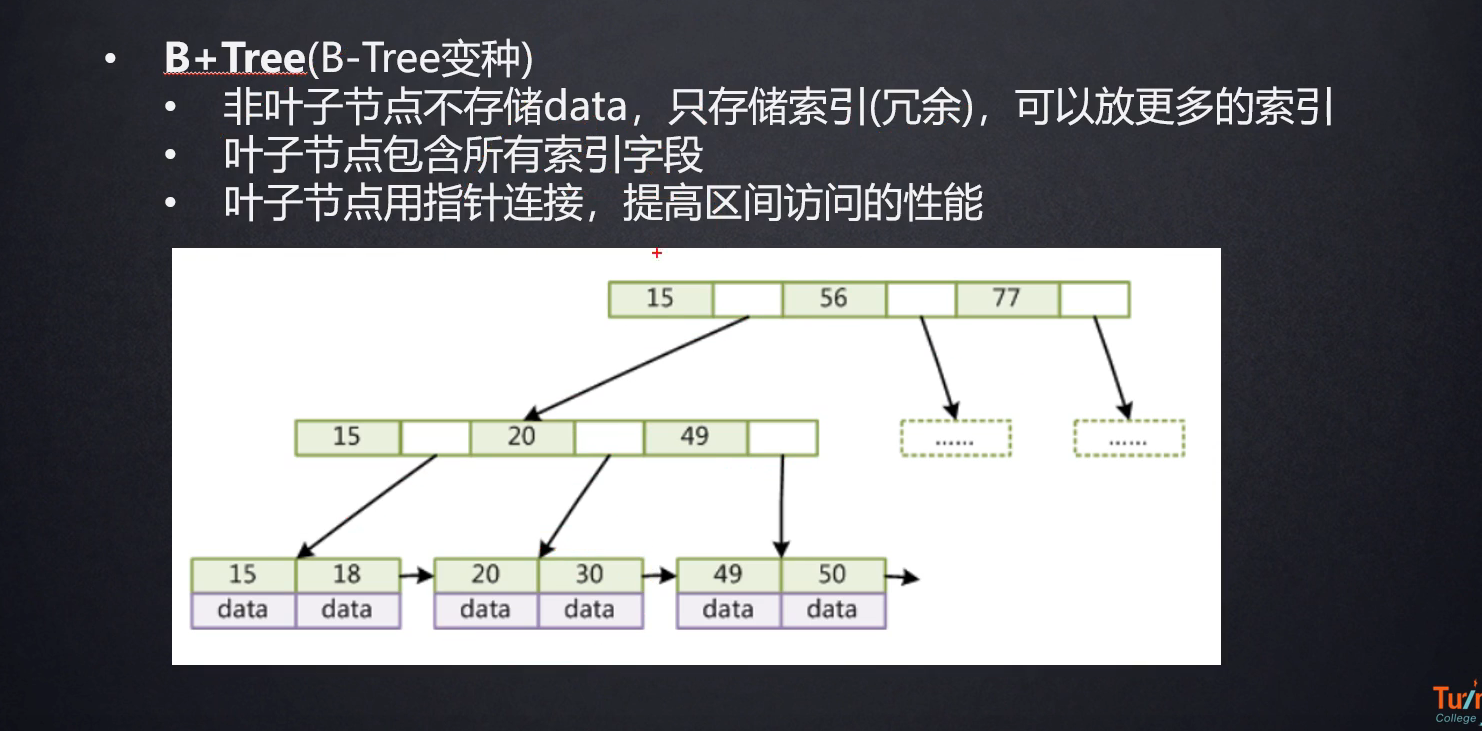 • B+Tree(B-Tree变种)
• 非叶子节点不存储data，只存储索引(冗余)，可以放更多的索引
• 叶子节点包含所有索引字段
• 叶子节点用指针连接，提高区间访问的性能
15 56 77
15 20 49 ...... ......
15 18 20 30 49 50
data data data data data data
College